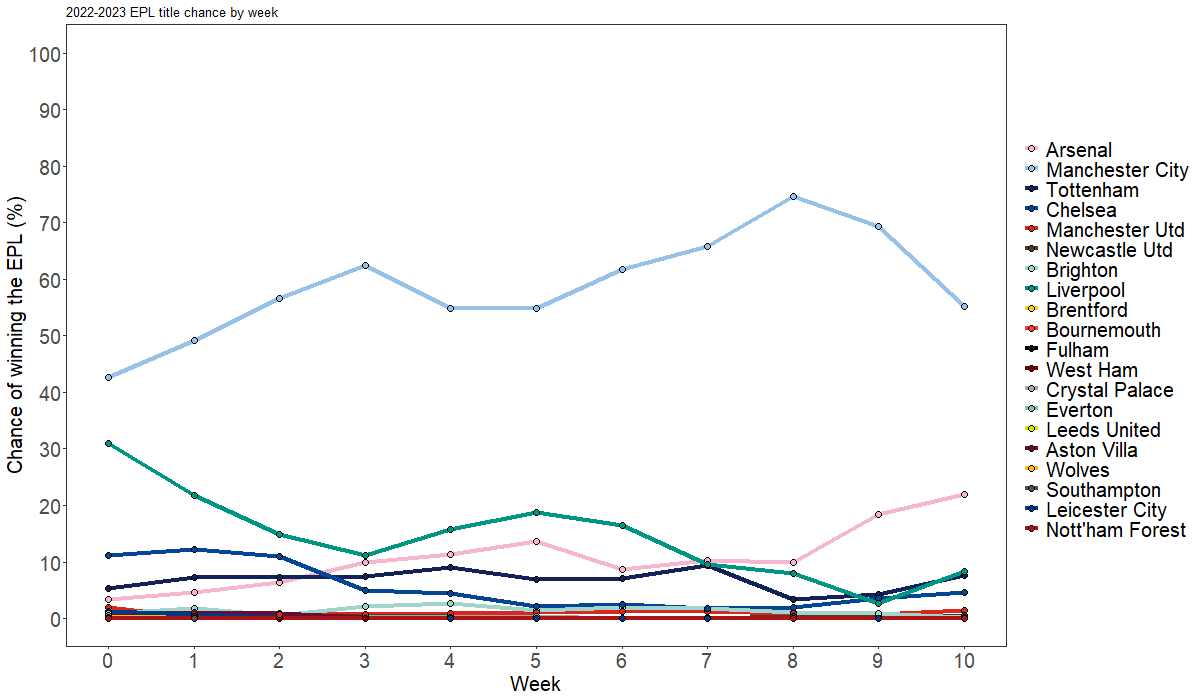 2022-2023 EPL title chance by week
Chance of winning the EPL (%)
100
90
80
70
60
50
40
30
20
10
0
0 1 2 3 4 5 6 7 8 9 10
Week
Arsenal
Manchester City
Tottenham
Chelsea
Manchester Utd
Newcastle Utd
Brighton
Liverpool
Brentford
Bournemouth
Fulham
West Ham
Crystal Palace
Everton
Leeds United
Aston Villa
Wolves
Southampton
Leicester City
Nott'ham Forest